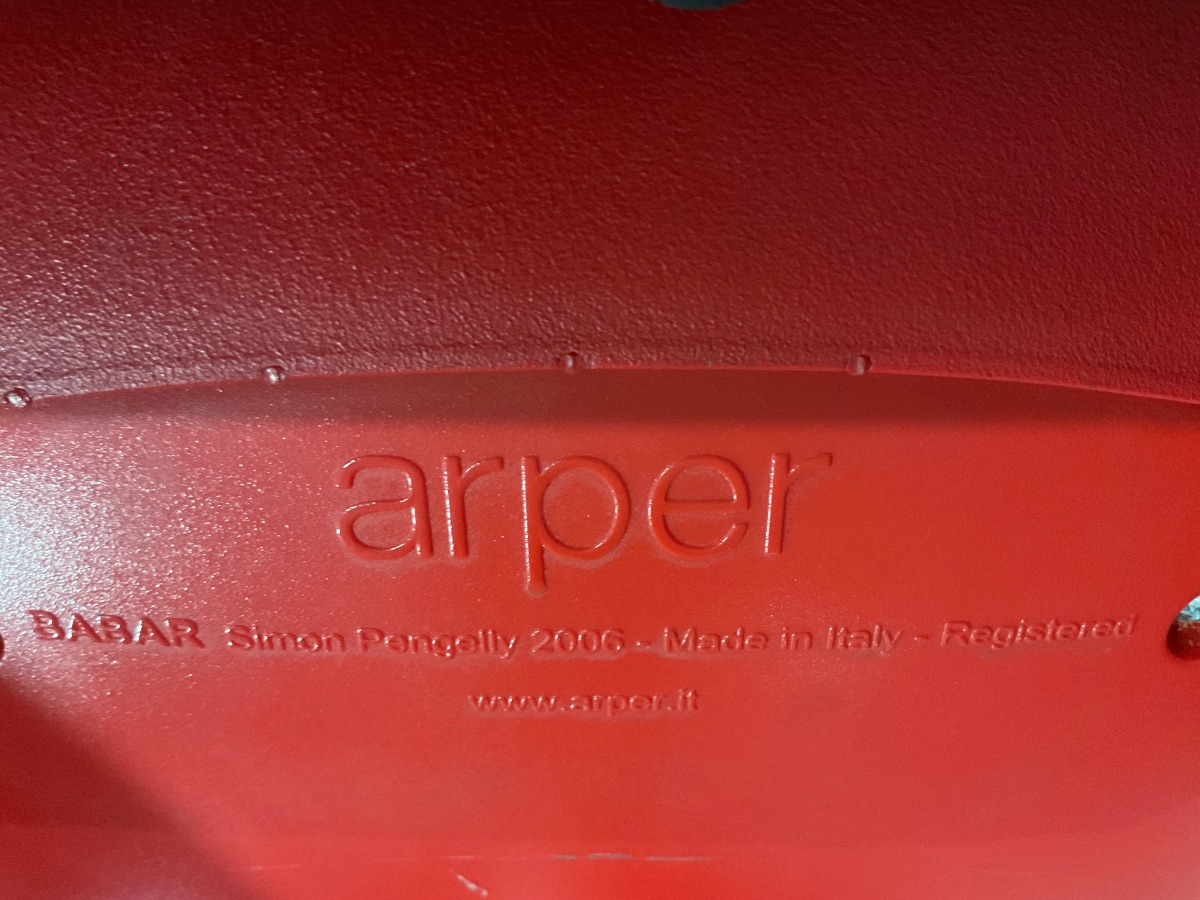 arper
BABAR Simon Pengelly 2006 - Made in Italy - Registered
www.arper.it